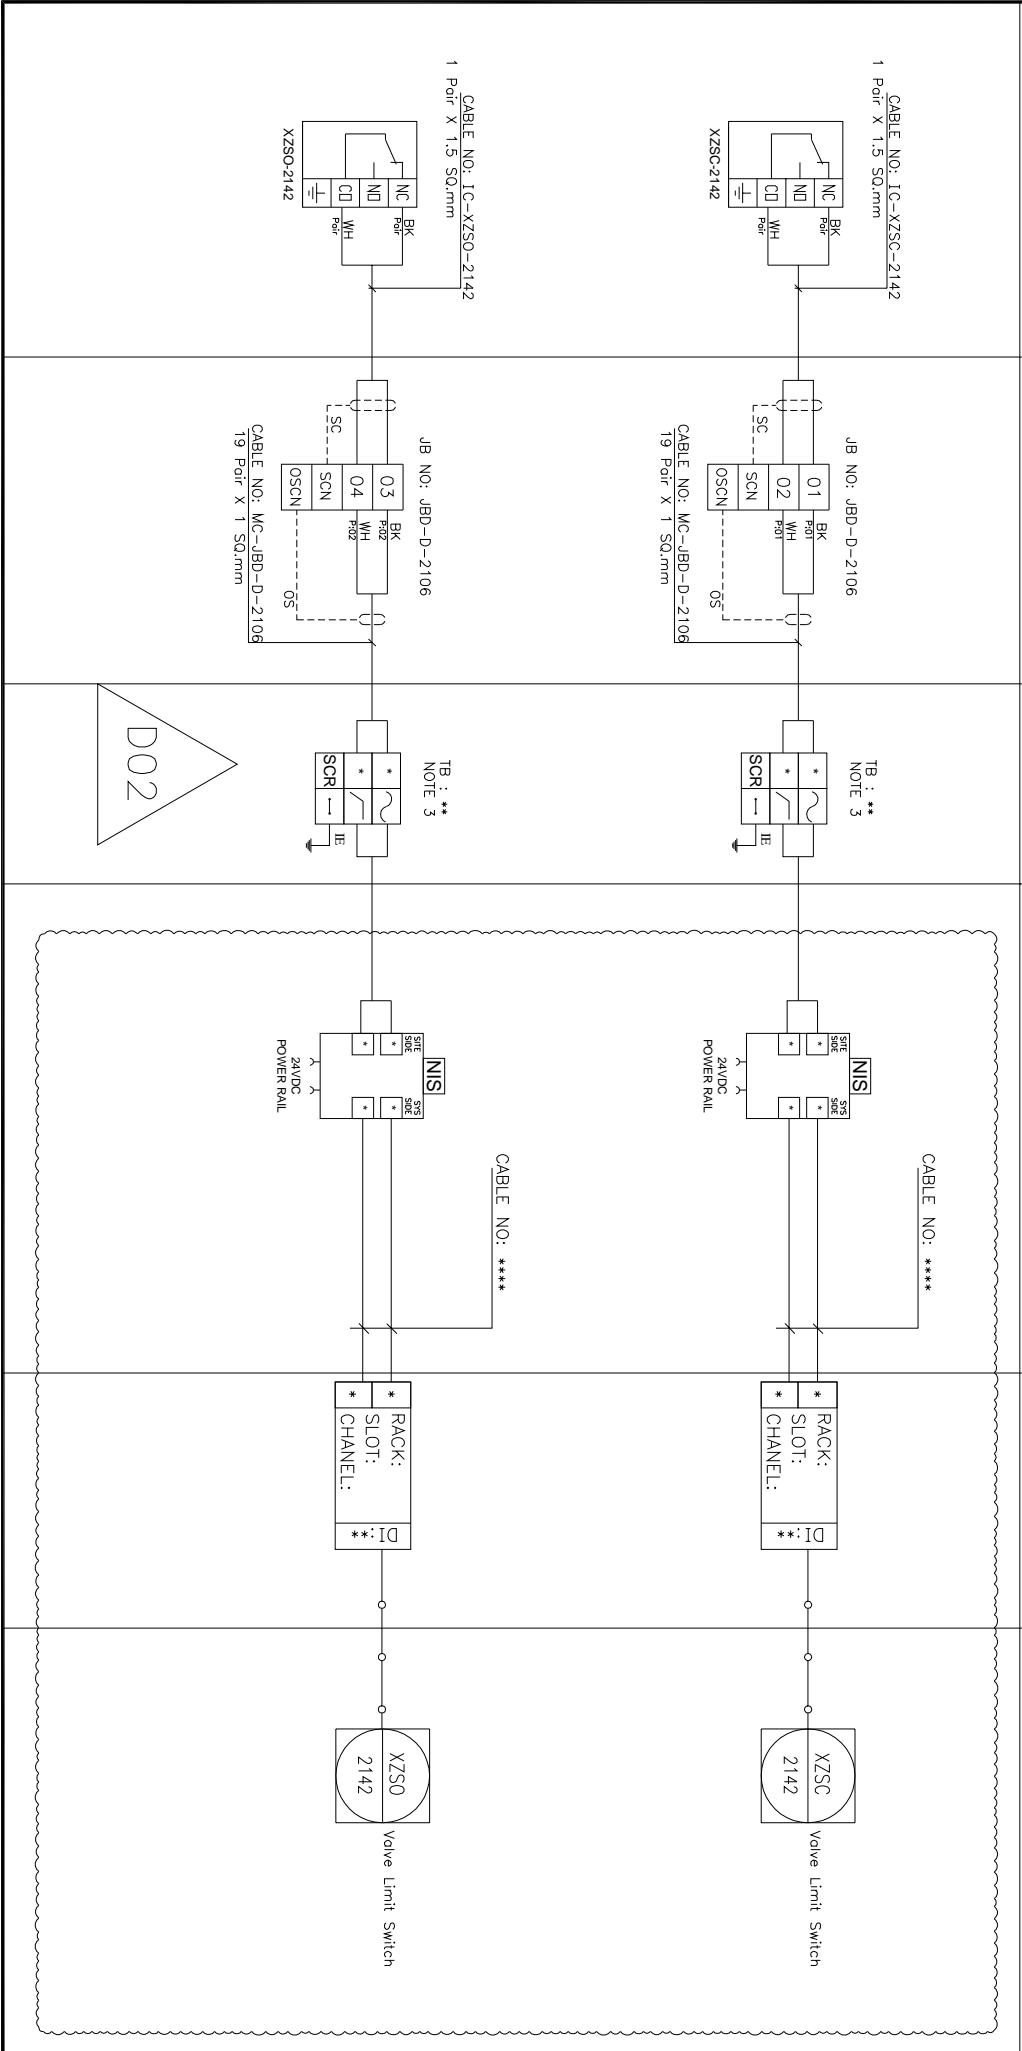 CABLE NO: IC-XZSC-2142
1 Pair X 1.5 SQ.mm
NC
NO
CO
BK
Pair
WH
Pair
XZSC-2142
JB NO: JBD-D-2106
SC
01
02
SCN
OSCN
BK
P:01
WH
P:01
OS
CABLE NO: MC-JBD-D-2106
19 Pair X 1 SQ.mm
TB : **
NOTE 3
*
*
SCR
IE
NIS
SITE
SIDE
SYS
SIDE
*
*
*
*
24VDC
POWER RAIL
CABLE NO: ****
*
*
RACK:
SLOT:
CHANEL:
DI:**
XZSC
2142
Valve Limit Switch
CABLE NO: IC-XZSO-2142
1 Pair X 1.5 SQ.mm
NC
NO
CO
BK
Pair
WH
Pair
XZSO-2142
JB NO: JBD-D-2106
SC
03
04
SCN
OSCN
BK
P:02
WH
P:02
OS
CABLE NO: MC-JBD-D-2106
19 Pair X 1 SQ.mm
TB : **
NOTE 3
*
*
SCR
IE
NIS
SITE
SIDE
SYS
SIDE
*
*
*
*
24VDC
POWER RAIL
CABLE NO: ****
*
*
RACK:
SLOT:
CHANEL:
DI:**
XZSO
2142
Valve Limit Switch
D02